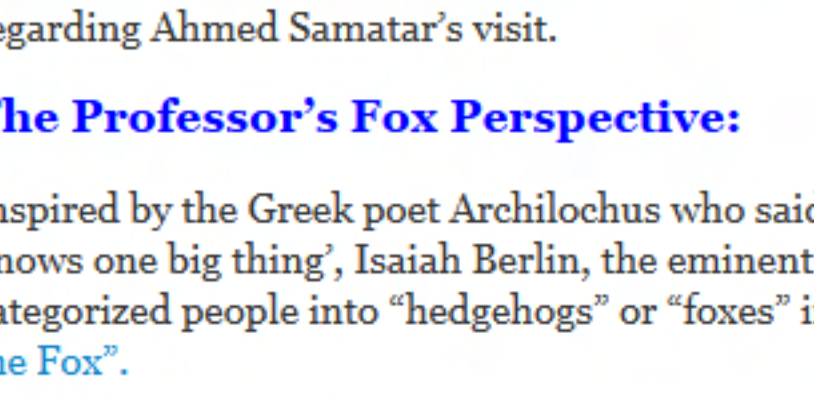 egarding Ahmed Samatar’s visit.
he Professor’s Fox Perspective:
nspired by the Greek poet Archilochus who said
nows one big thing’, Isaiah Berlin, the eminent
ategorized people into “hedgehogs” or “foxes” i
he Fox”.